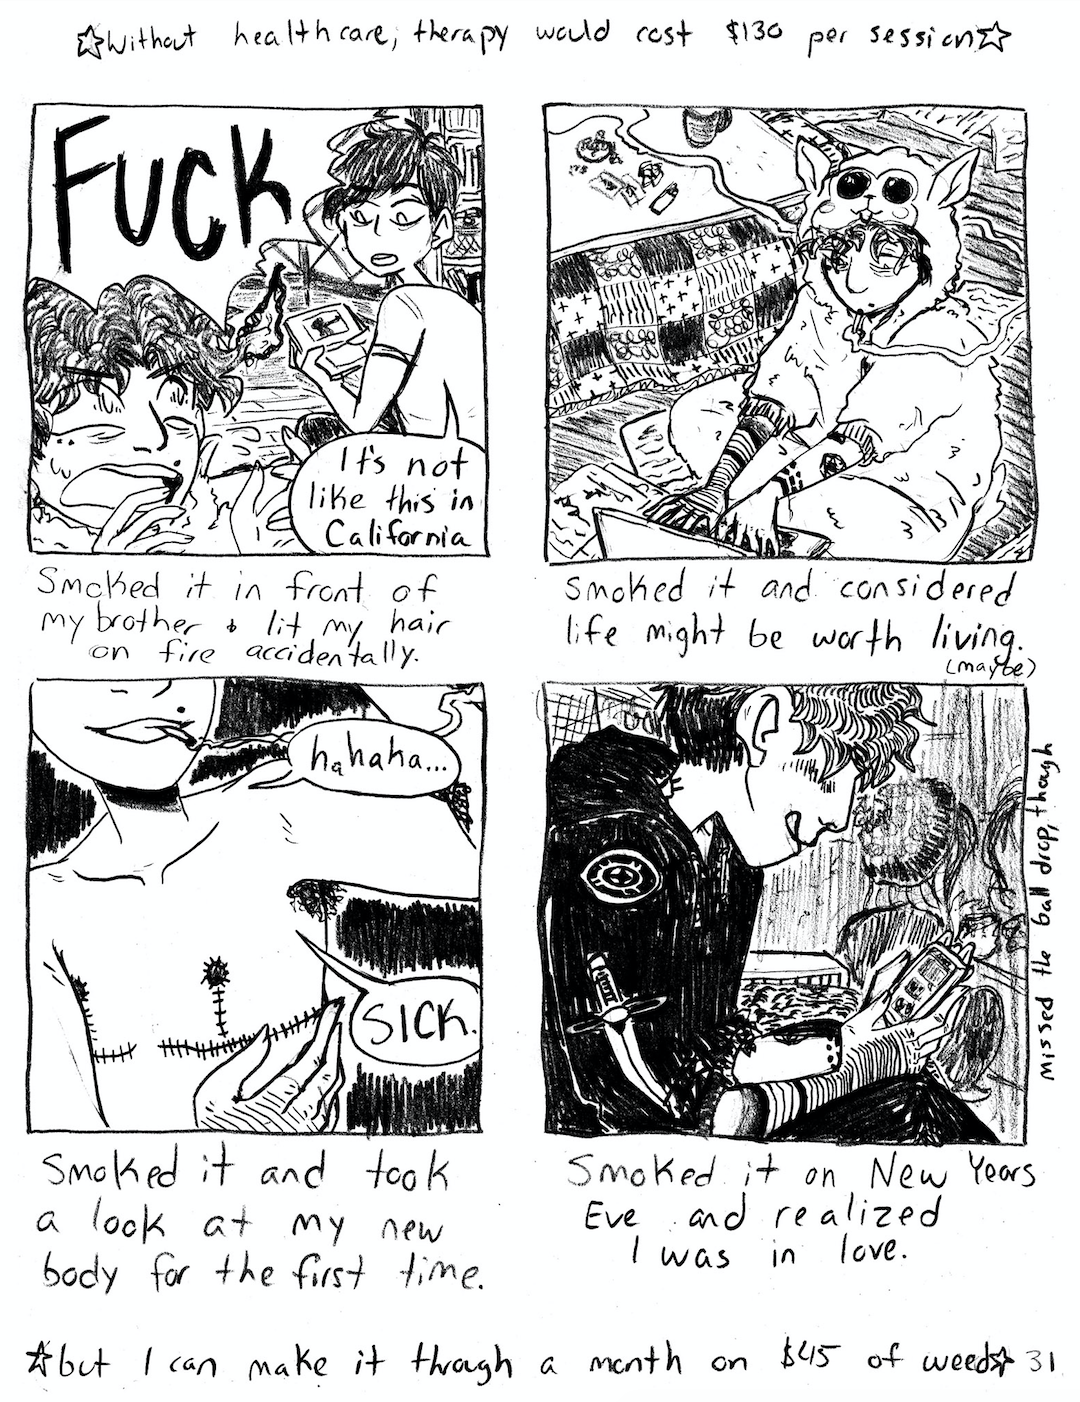 ☆Without healthcare, therapy would cost $130 per session☆
FUCK
It's not
like this in
California
Smoked it in front of
my brother & lit my hair
on fire accidentally.
Smoked it and considered
life might be worth living.
(maybe)
hahaha...
SICK.
Smoked it and took
a look at my new
body for the first time.
missed the ball drop, though
Smoked it on New Years
Eve and realized
I was in love.
☆but I can make it through a month on $45 of weed☆ 31